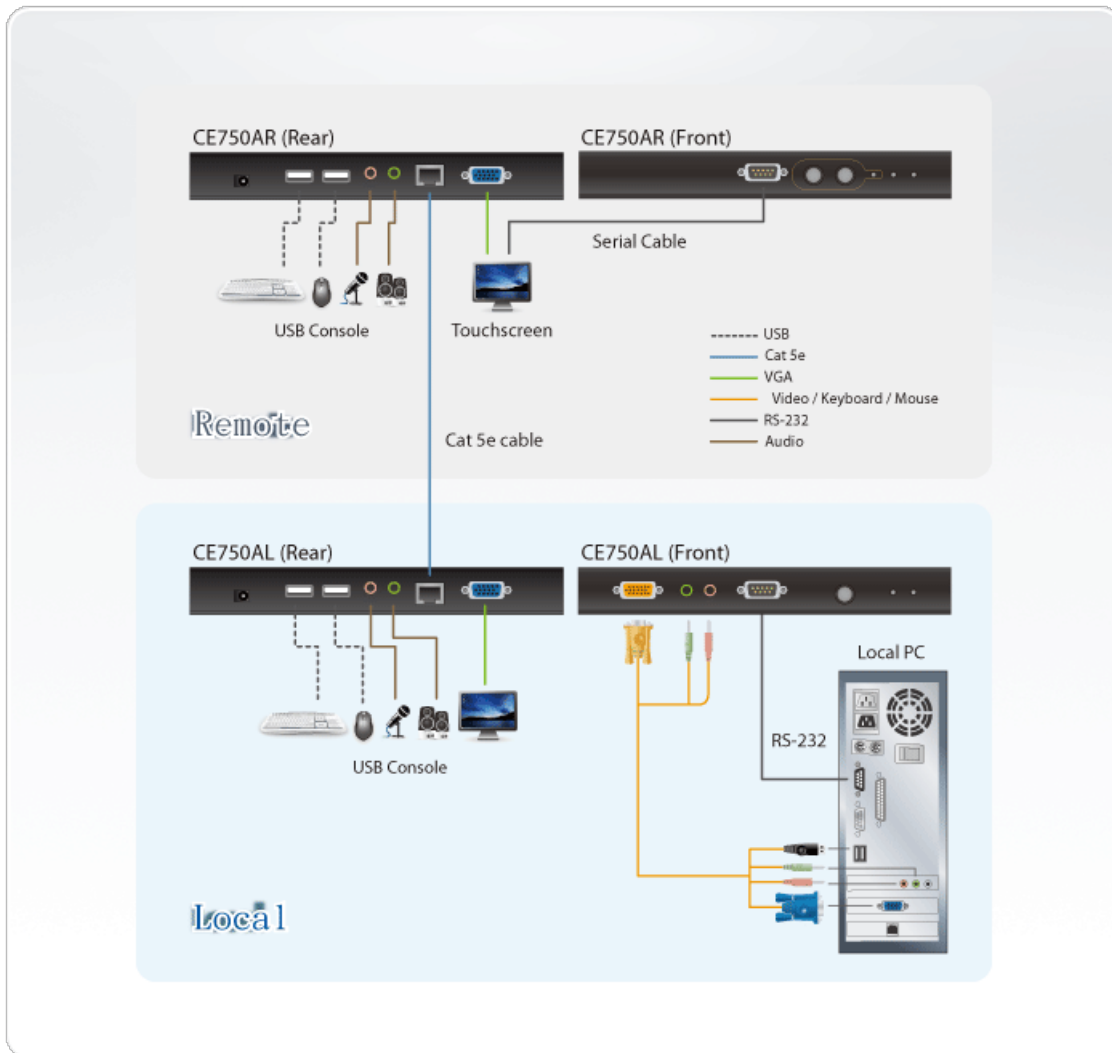 CE750AR (Rear)
CE750AR (Front)
Serial Cable
USB Console
Touchscreen
USB
Cat 5e
VGA
Video / Keyboard / Mouse
RS-232
Audio
Remote
Cat 5e cable
CE750AL (Rear)
CE750AL (Front)
Local PC
RS-232
USB Console
Local